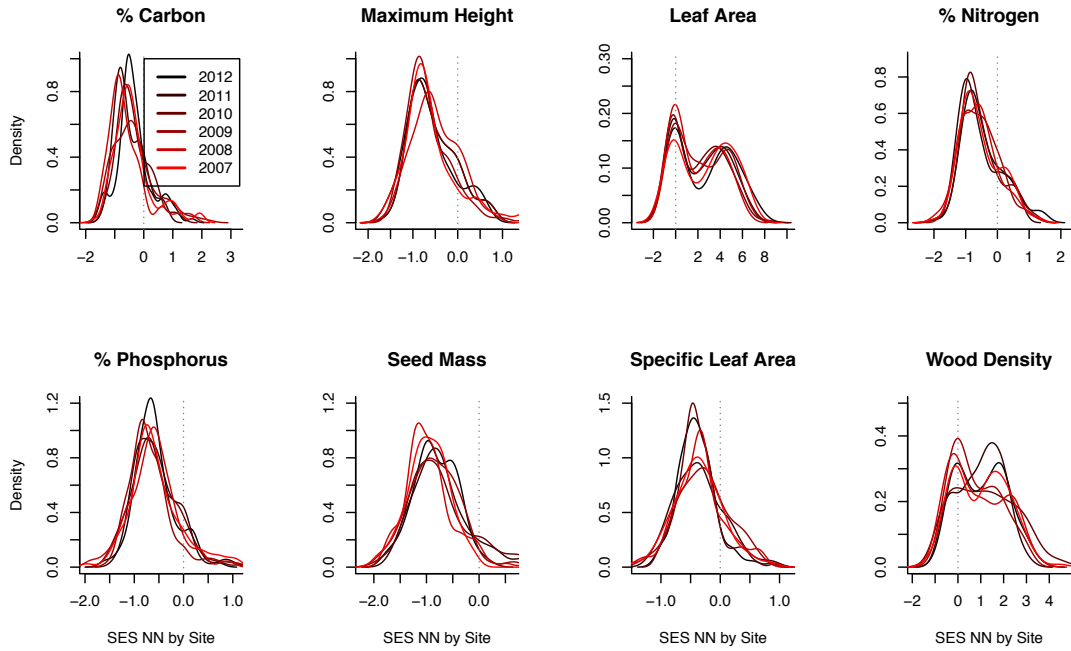 % Carbon
Maximum Height
Leaf Area
% Nitrogen
Density
0.0 0.4 0.8
-2 -1 0 1 2 3
2012
2011
2010
2009
2008
2007
0.0 0.4 0.8
-2.0 -1.0 0.0 1.0
0.00 0.10 0.20 0.30
-2 0 2 4 6 8
0.0 0.2 0.4 0.6 0.8
-2 -1 0 1 2
% Phosphorus
Seed Mass
Specific Leaf Area
Wood Density
Density
0.0 0.4 0.8 1.2
-2.0 -1.0 0.0 1.0
SES NN by Site
0.0 0.4 0.8 1.2
-2.0 -1.0 0.0
SES NN by Site
0.0 0.5 1.0 1.5
-1.0 0.0 1.0
SES NN by Site
0.0 0.2 0.4
-2 0 1 2 3 4
SES NN by Site